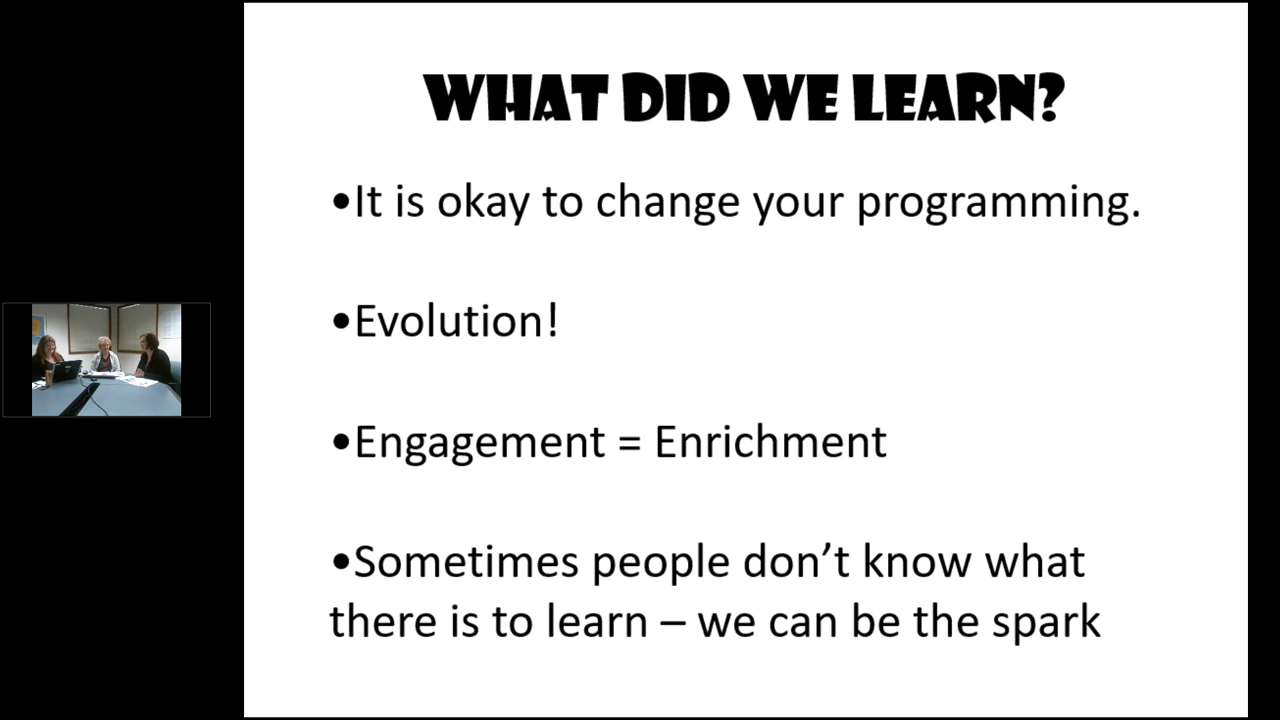 WHAT DID WE LEARN?
•It is okay to change your programming.
•Evolution!
•Engagement = Enrichment
•Sometimes people don’t know what
there is to learn – we can be the spark